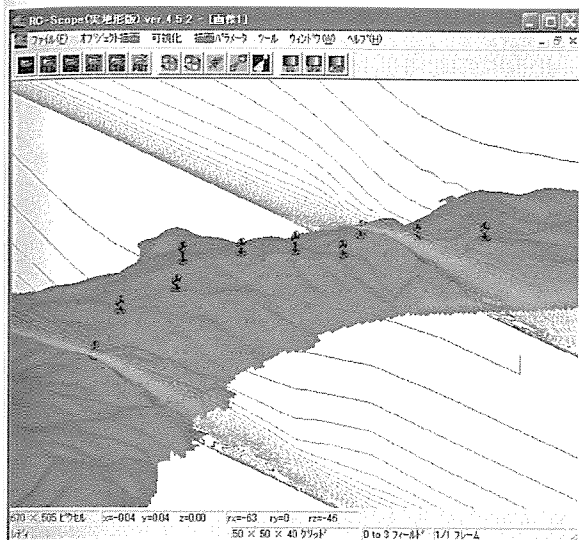 RC-Scope(実地形版) ver.4.5.2 - [画像1]
ファイル(F) オブジェクト描画 可視化 描画パラメータ ツール ウィンドウ(W) ヘルプ(H)
670 × 505 ピクセル x=-0.04 y=0.04 z=0.00 rx=-63 ry=0 rz=-45
レディ 50 × 50 × 40 グリッド 0 to 3 フィールド 1/1 フレーム